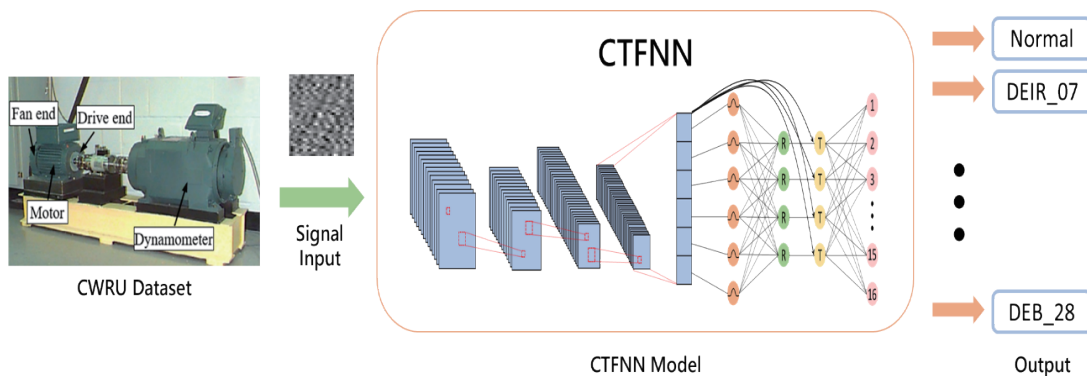 CTFNN
Fan end
Drive end
Motor
Dynamometer
CWRU Dataset
Signal
Input
R
R
R
R
T
T
T
T
1
2
3
15
16
CTFNN Model
Normal
DEIR_07
DEB_28
Output